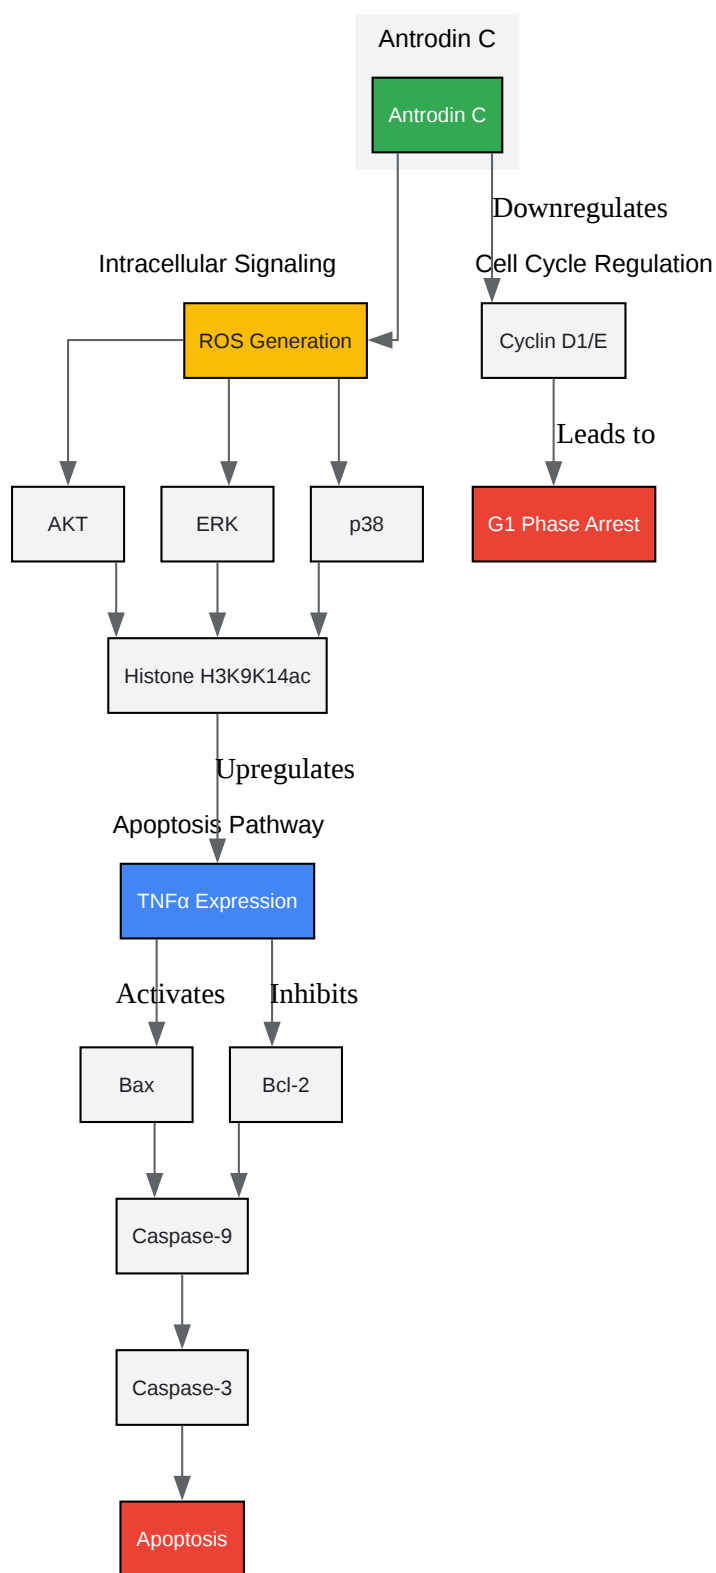 Antrodin C
Antrodin C
Downregulates
Intracellular Signaling
Cell Cycle Regulation
ROS Generation
Cyclin D1/E
Leads to
AKT
ERK
p38
G1 Phase Arrest
Histone H3K9K14ac
Upregulates
Apoptosis Pathway
TNFα Expression
Activates
Inhibits
Bax
Bcl-2
Caspase-9
Caspase-3
Apoptosis